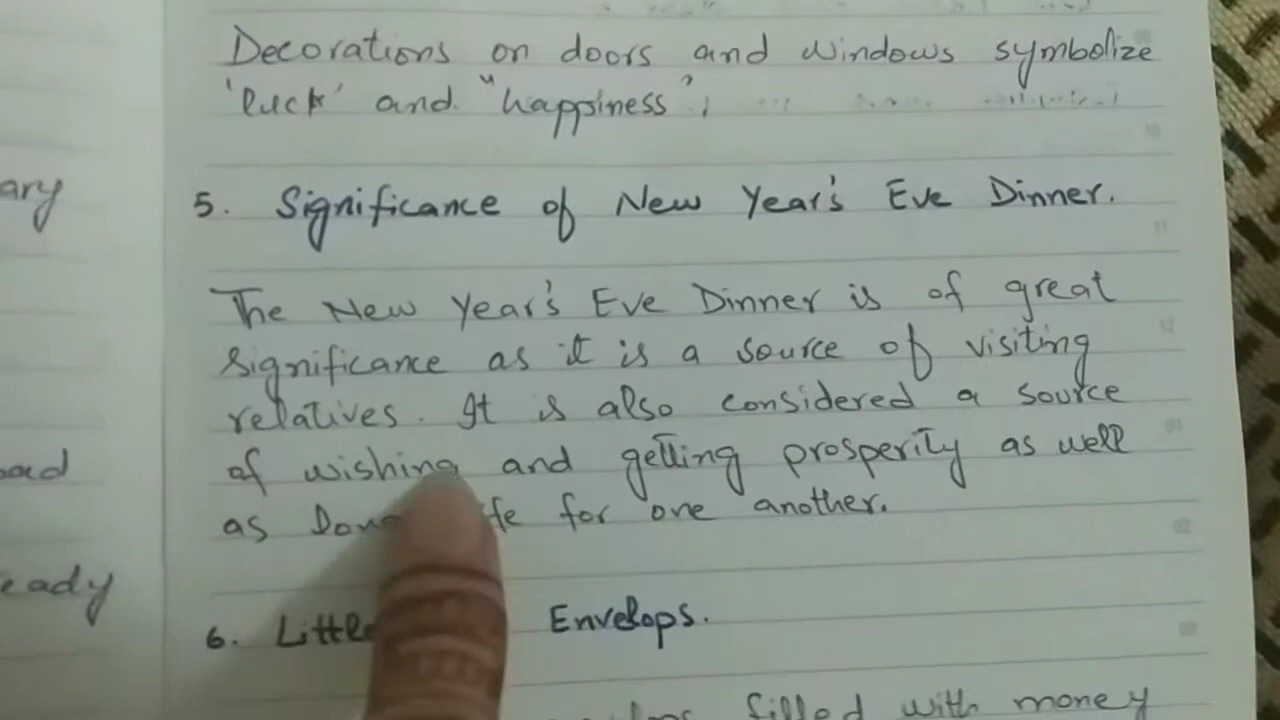 Decorations on doors and windows symbolize
'luck' and "happiness",
ary
5. Significance of New Year's Eve Dinner.
The New Year's Eve Dinner is of great
significance as it is a source of visiting
relatives. It is also considered a source
of wishing and getting prosperity as well
as for one another.
6. Little Envelops.
filled with money